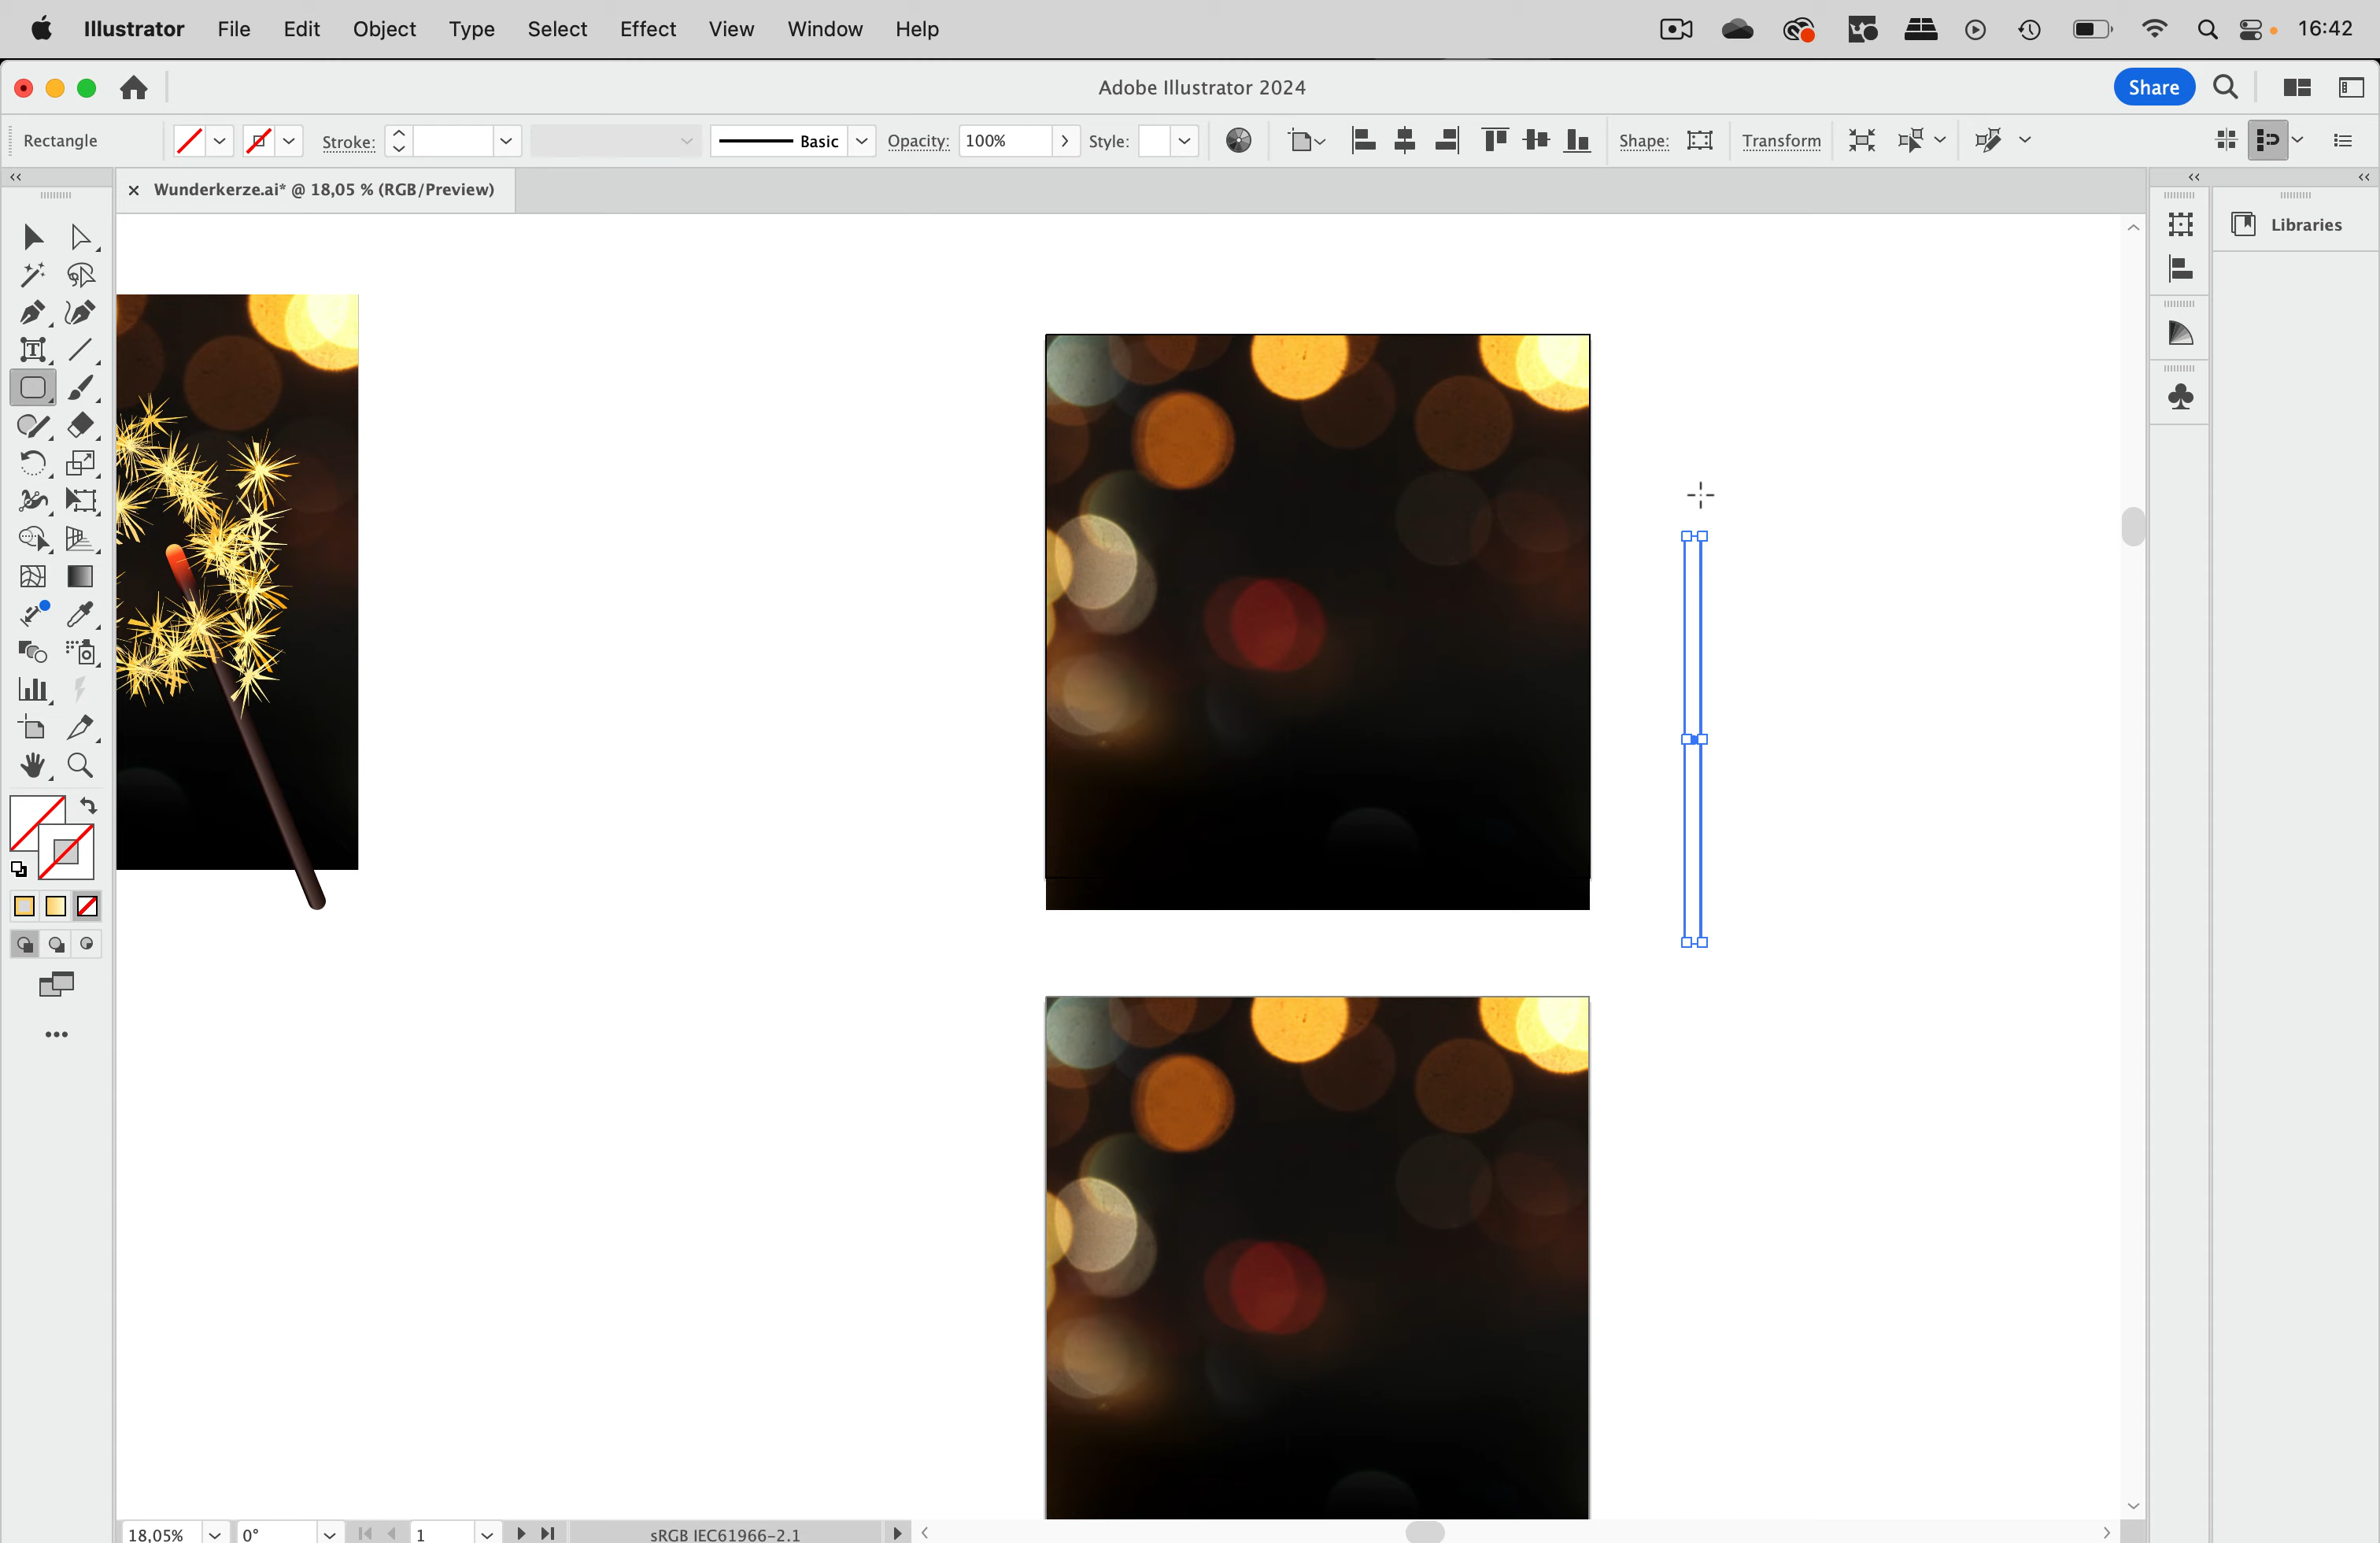 Illustrator File Edit Object Type Select Effect View Window Help 16:42
Adobe Illustrator 2024 Share
Rectangle Stroke: Basic Opacity: 100% Style: Shape: Transform
× Wunderkerze.ai* @ 18,05 % (RGB/Preview)
Libraries
18,05% 0° 1 sRGB IEC61966-2.1